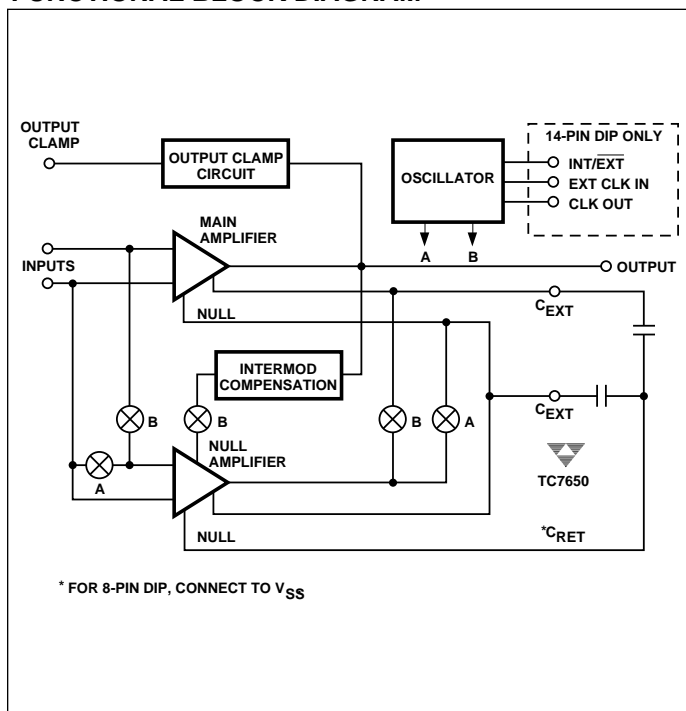 FUNCTIONAL BLOCK DIAGRAM
OUTPUT
CLAMP
OUTPUT CLAMP
CIRCUIT
OSCILLATOR
14-PIN DIP ONLY
INT/EXT
EXT CLK IN
CLK OUT
A
B
MAIN
AMPLIFIER
INPUTS
OUTPUT
NULL
CEXT
INTERMOD
COMPENSATION
B
B
B
A
CEXT
NULL
AMPLIFIER
A
TC7650
NULL
*CRET
* FOR 8-PIN DIP, CONNECT TO VSS